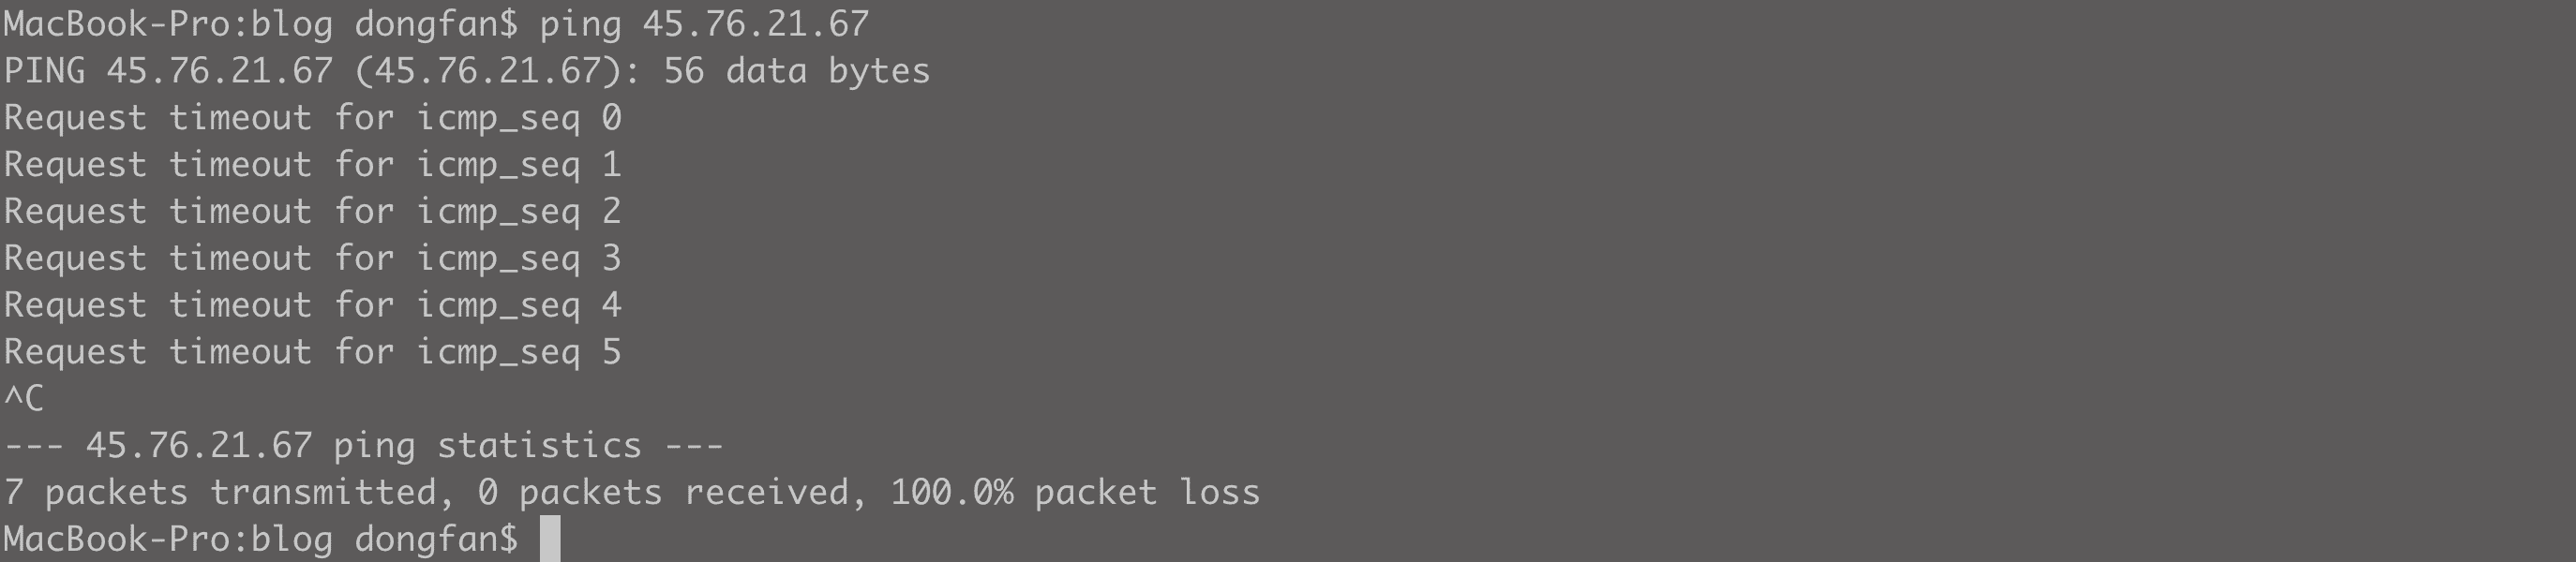 MacBook-Pro:blog dongfan$ ping 45.76.21.67
PING 45.76.21.67 (45.76.21.67): 56 data bytes
Request timeout for icmp_seq 0
Request timeout for icmp_seq 1
Request timeout for icmp_seq 2
Request timeout for icmp_seq 3
Request timeout for icmp_seq 4
Request timeout for icmp_seq 5
^C
--- 45.76.21.67 ping statistics ---
7 packets transmitted, 0 packets received, 100.0% packet loss
MacBook-Pro:blog dongfan$